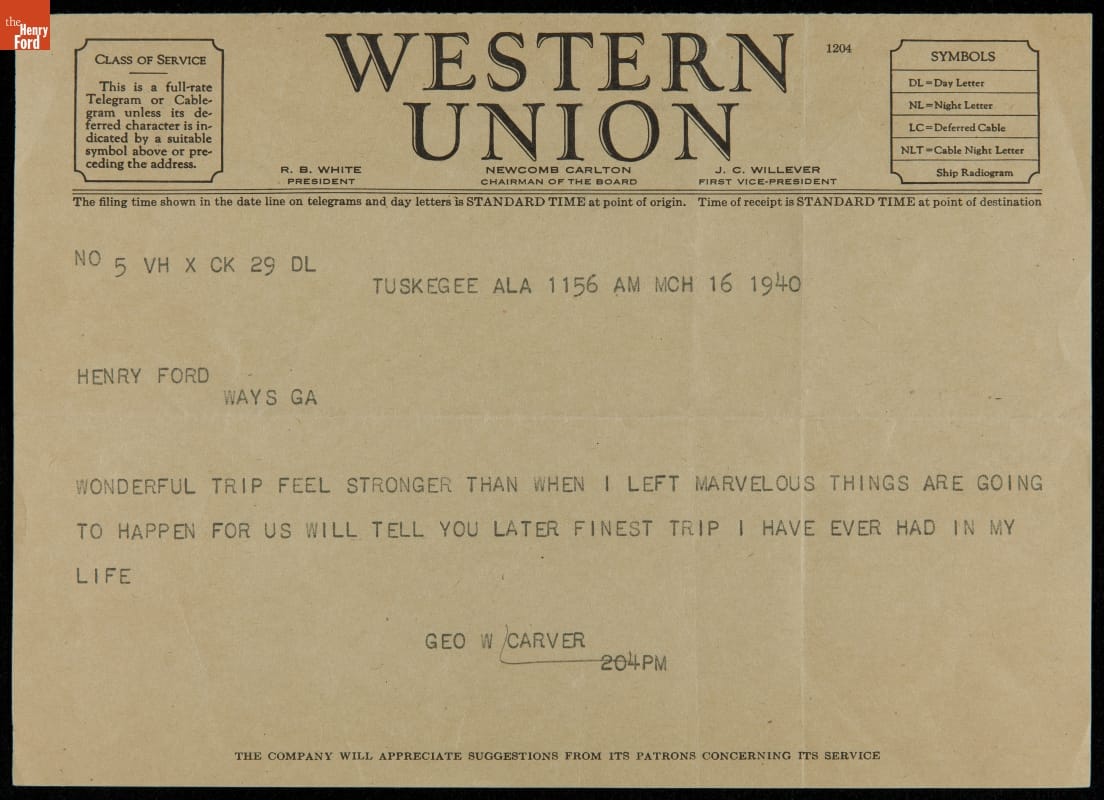 the
Henry
Ford
CLASS OF SERVICE
This is a full-rate
Telegram or Cable-
gram unless its de-
ferred character is in-
dicated by a suitable
symbol above or pre-
ceding the address.
WESTERN
UNION
1204
R. B. WHITE
PRESIDENT
NEWCOMB CARLTON
CHAIRMAN OF THE BOARD
J. C. WILLEVER
FIRST VICE-PRESIDENT
SYMBOLS
DL = Day Letter
NL = Night Letter
LC = Deferred Cable
NLT = Cable Night Letter
Ship Radiogram
The filing time shown in the date line on telegrams and day letters is STANDARD TIME at point of origin. Time of receipt is STANDARD TIME at point of destination
NO 5 VH X CK 29 DL
TUSKEGEE ALA 1156 AM MCH 16 1940
HENRY FORD
WAYS GA
WONDERFUL TRIP FEEL STRONGER THAN WHEN I LEFT MARVELOUS THINGS ARE GOING
TO HAPPEN FOR US WILL TELL YOU LATER FINEST TRIP I HAVE EVER HAD IN MY
LIFE
GEO W CARVER
204PM
THE COMPANY WILL APPRECIATE SUGGESTIONS FROM ITS PATRONS CONCERNING ITS SERVICE